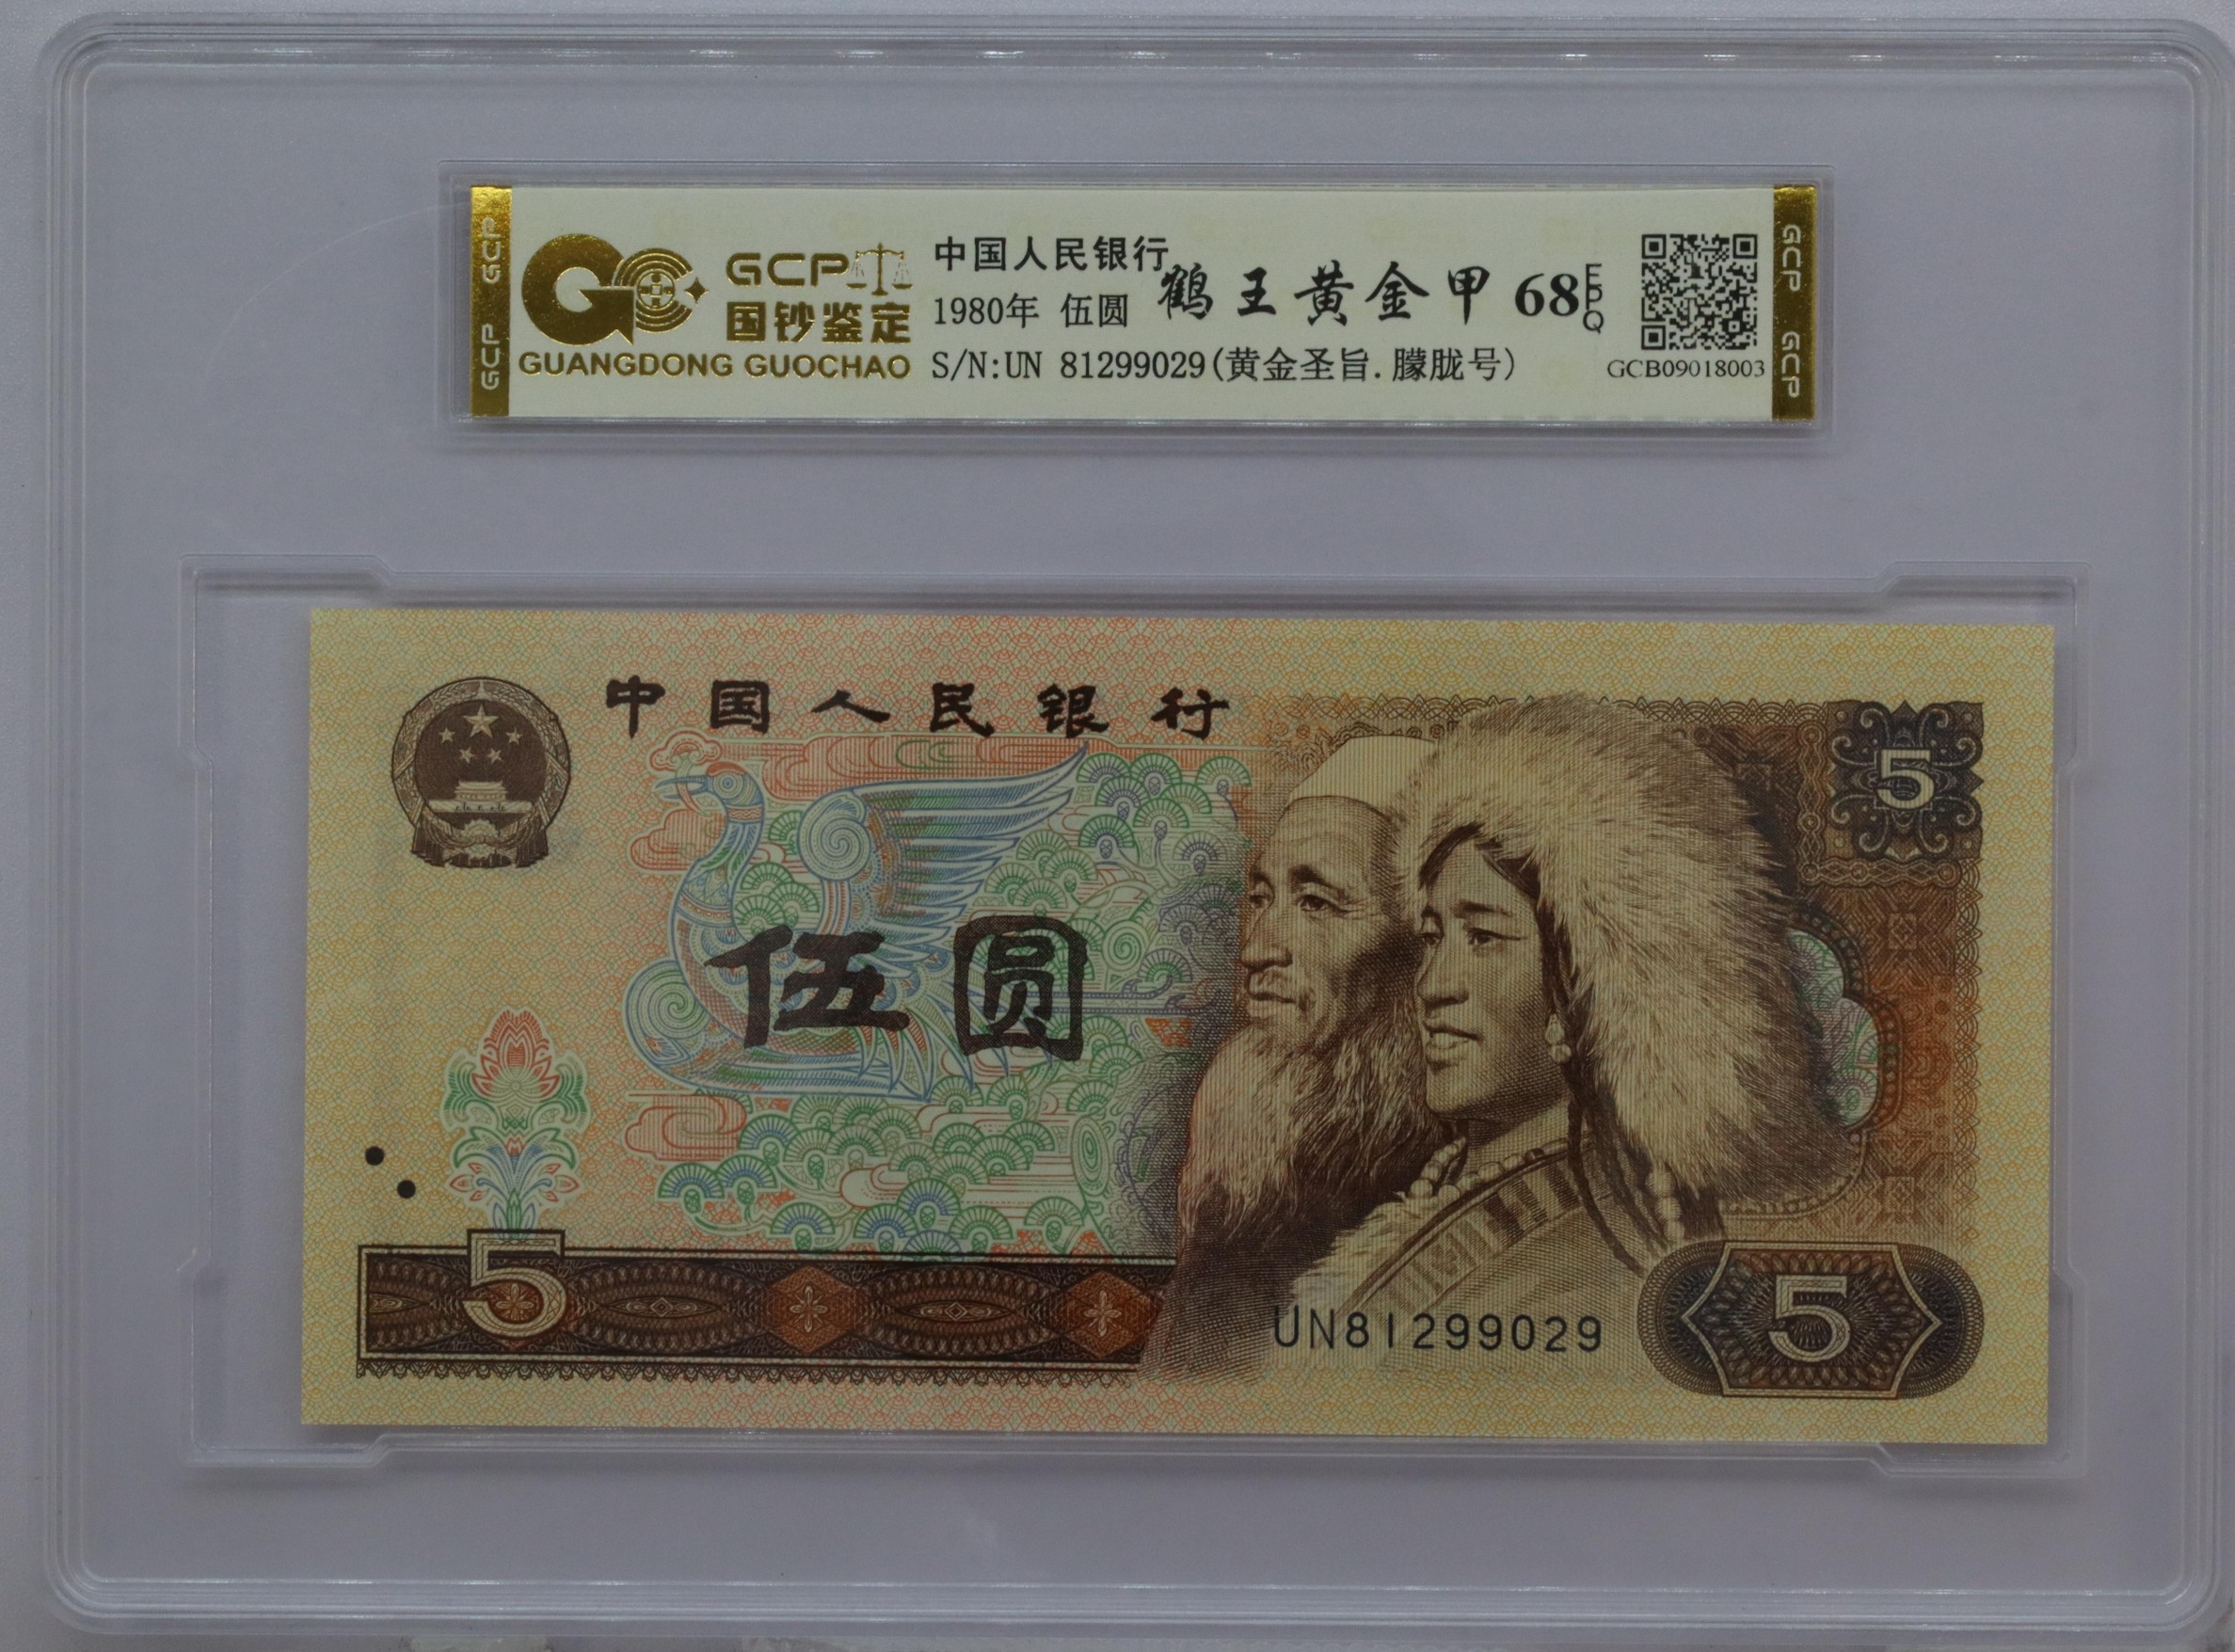 GCP GCP
GCP
国钞鉴定
GUANGDONG GUOCHAO
中国人民银行
1980年 伍圆
鹤王黄金甲 68 EPQ
S/N:UN 81299029(黄金圣旨.朦胧号)
GCB09018003
GCP GCP
中国人民银行
5
伍圆
5
UN81299029
5